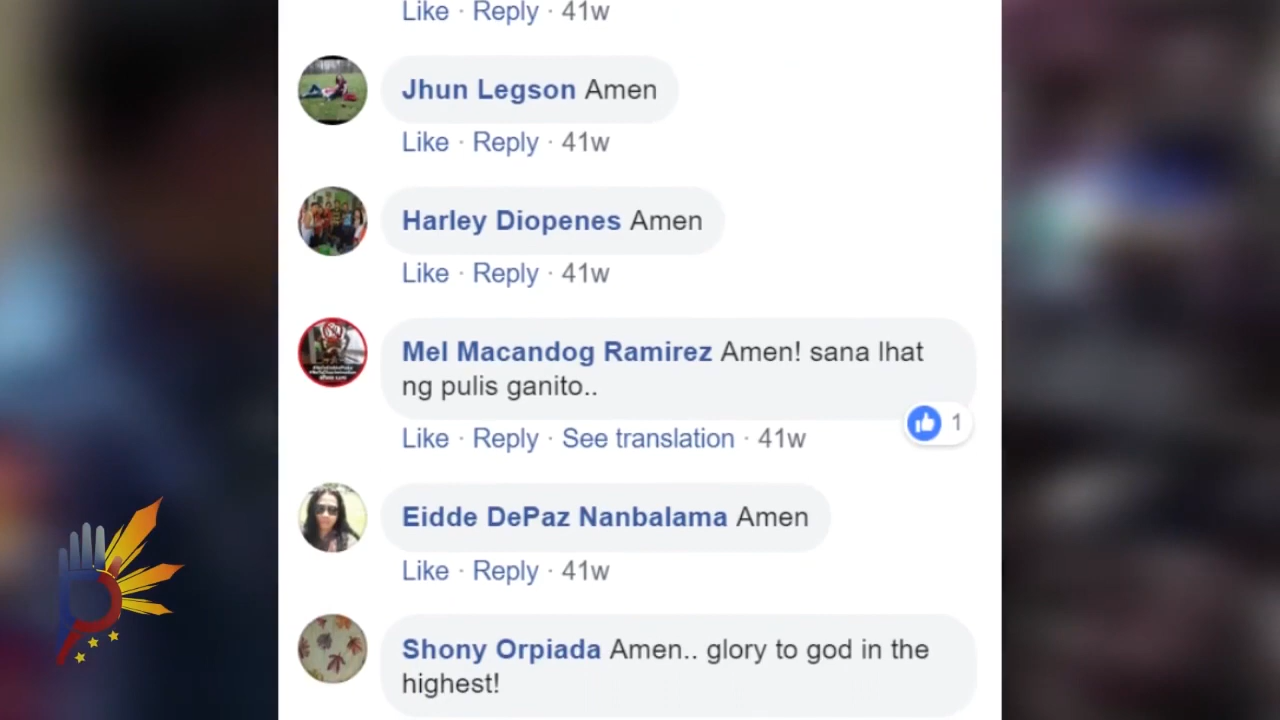 Like · Reply · 41w
Jhun Legson Amen
Like · Reply · 41w
Harley Diopenes Amen
Like · Reply · 41w
Mel Macandog Ramirez Amen! sana lhat
ng pulis ganito..
1
Like · Reply · See translation · 41w
Eidde DePaz Nanbalama Amen
Like · Reply · 41w
Shony Orpiada Amen.. glory to god in the
highest!